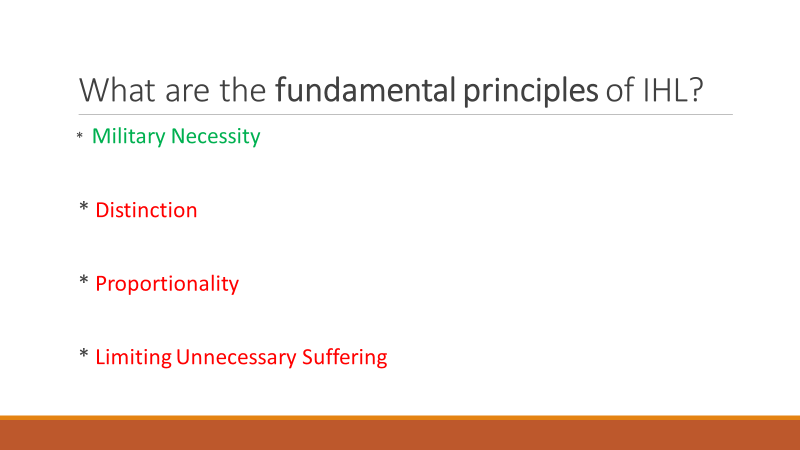 What are the fundamental principles of IHL?
* Military Necessity
* Distinction
* Proportionality
* Limiting Unnecessary Suffering